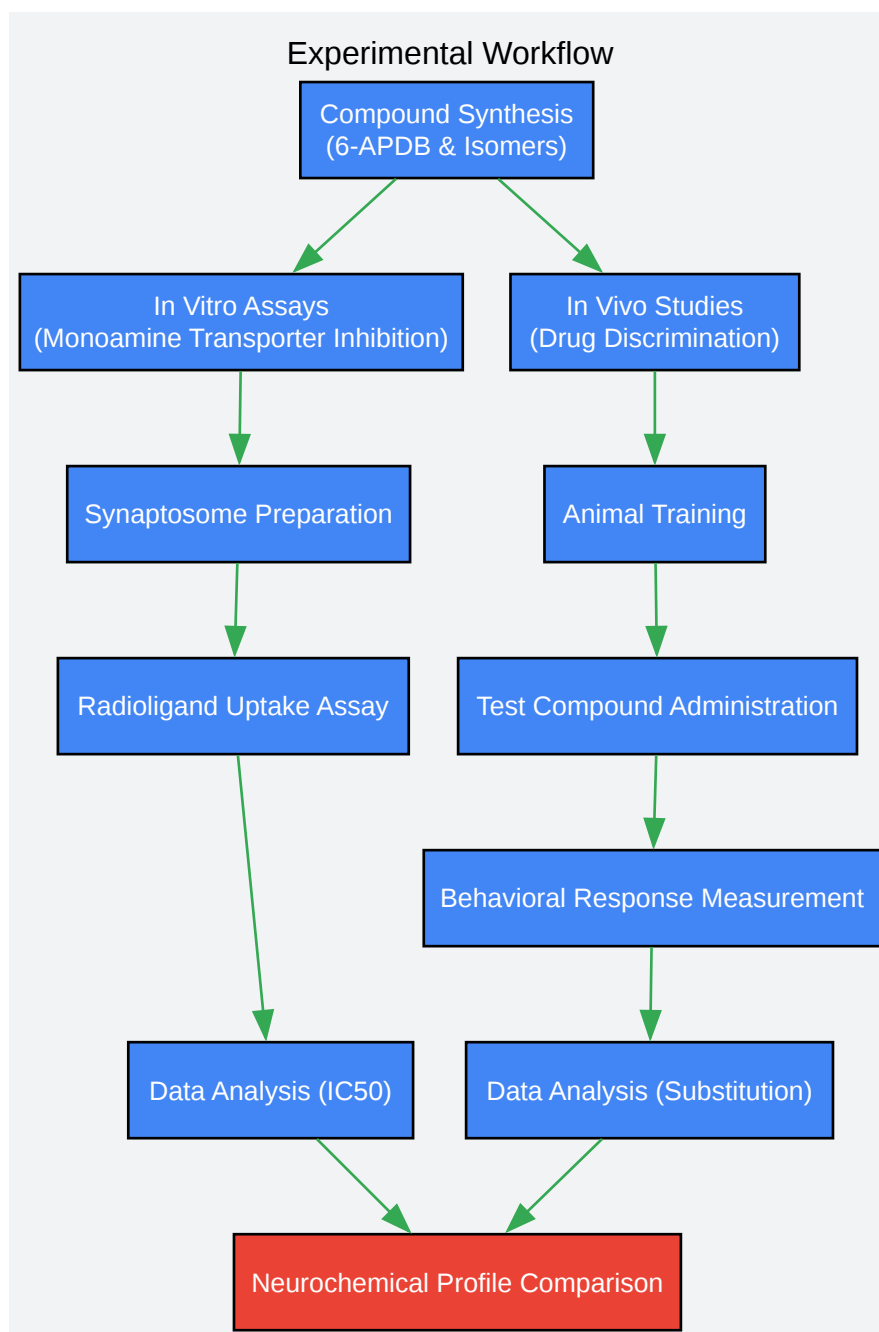 Experimental Workflow
Compound Synthesis
(6-APDB & Isomers)
In Vitro Assays
(Monoamine Transporter Inhibition)
In Vivo Studies
(Drug Discrimination)
Synaptosome Preparation
Animal Training
Radioligand Uptake Assay
Test Compound Administration
Behavioral Response Measurement
Data Analysis (IC50)
Data Analysis (Substitution)
Neurochemical Profile Comparison